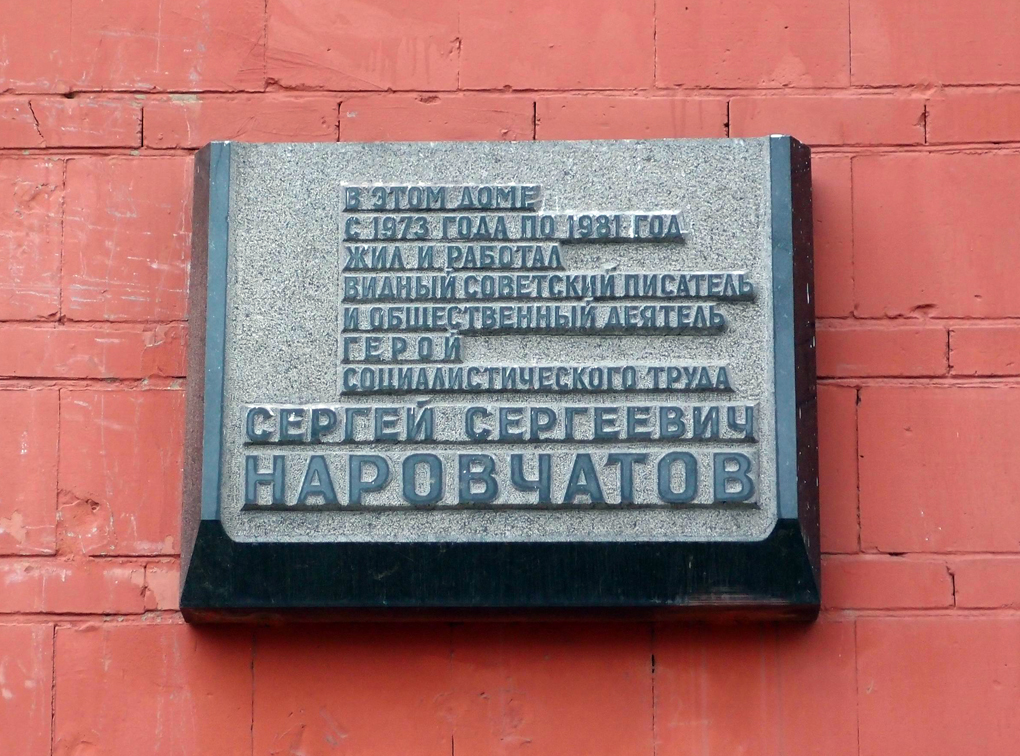 В ЭТОМ ДОМЕ
С 1973 ГОДА ПО 1981 ГОД
ЖИЛ И РАБОТАЛ
ВИДНЫЙ СОВЕТСКИЙ ПИСАТЕЛЬ
И ОБЩЕСТВЕННЫЙ ДЕЯТЕЛЬ
ГЕРОЙ
СОЦИАЛИСТИЧЕСКОГО ТРУДА
СЕРГЕЙ СЕРГЕЕВИЧ
НАРОВЧАТОВ